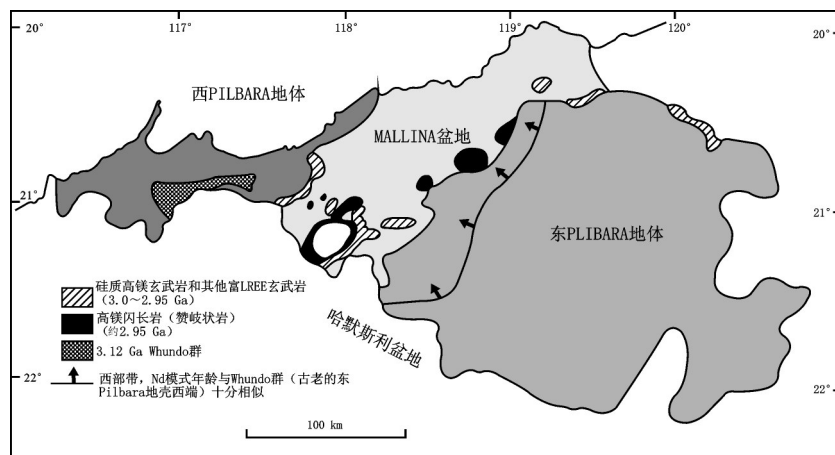 20°
117°
118°
119°
120°
20°
西PILBARA地体
MALLINA盆地
21°
21°
东PLIBARA地体
哈默斯利盆地
硅质高镁玄武岩和其他富LREE玄武岩
(3.0～2.95 Ga)
高镁闪长岩(赞岐状岩)
(约2.95 Ga)
3.12 Ga Whundo群
西部带,Nd模式年龄与Whundo群(古老的东
Pilbara地壳西端)十分相似
22°
22°
100 km